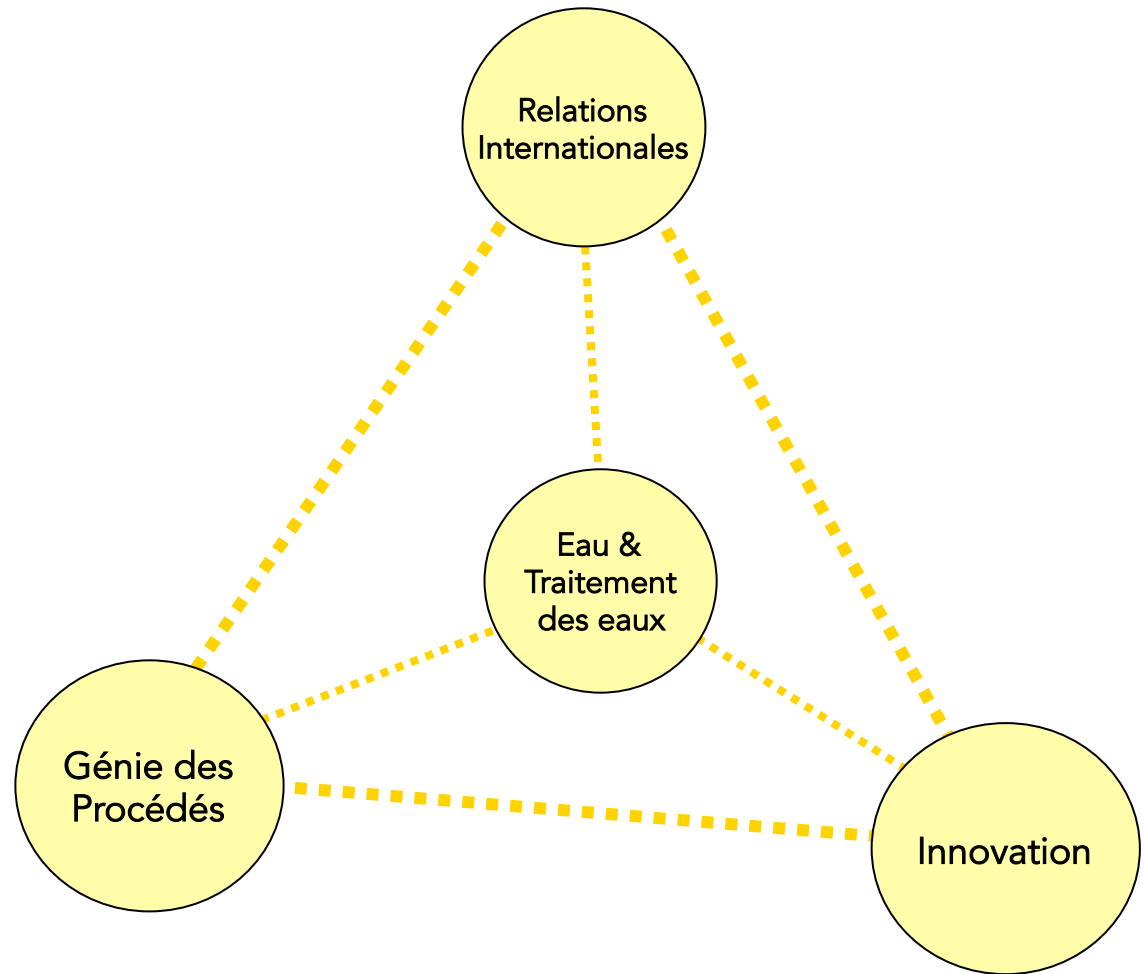 Relations
Internationales
Eau &
Traitement
des eaux
Génie des
Procédés
Innovation